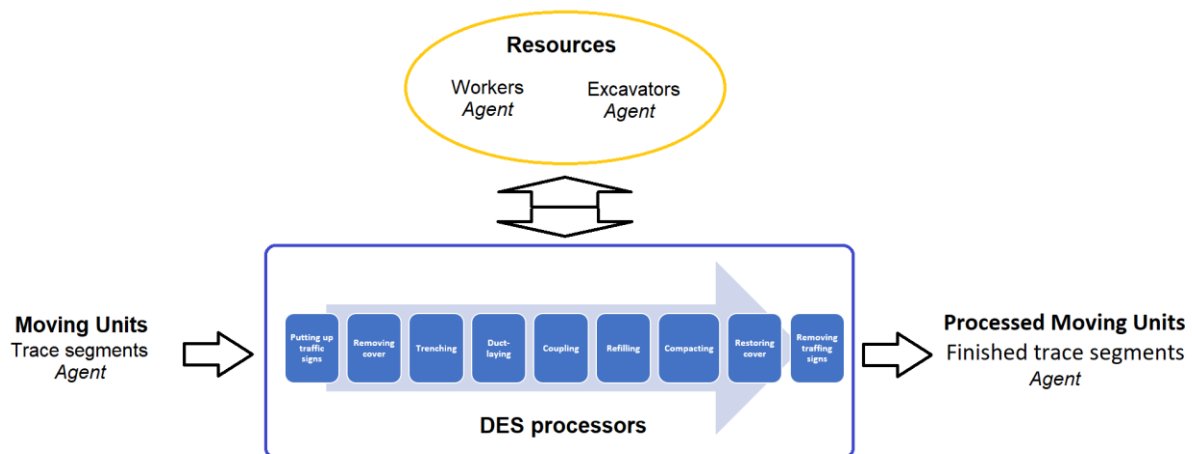 Resources
Workers
Agent
Excavators
Agent
Moving Units
Trace segments
Agent
Putting up
traffic
signs
Removing
cover
Trenching
Duct-
laying
Coupling
Refilling
Compacting
Restoring
cover
Removing
traffing
signs
DES processors
Processed Moving Units
Finished trace segments
Agent